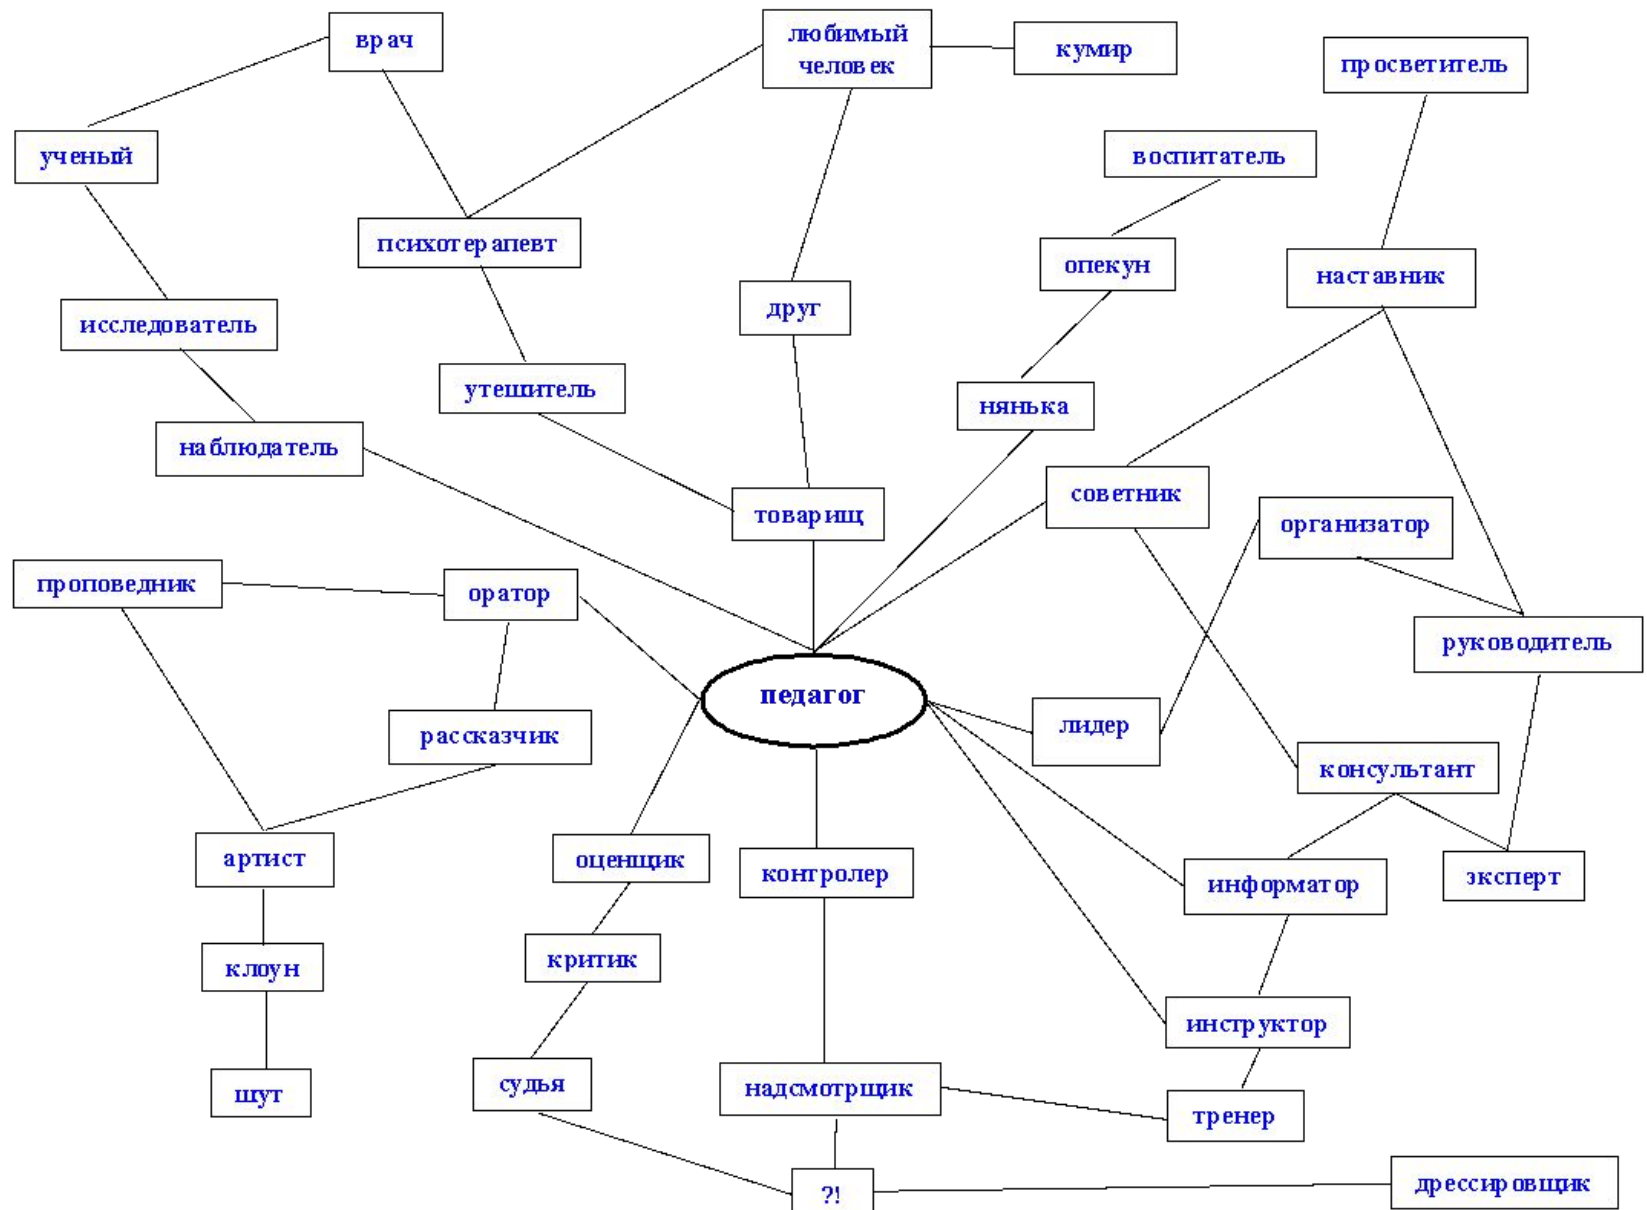 врач
любимый
человек
кумир
просветитель
ученый
воспитатель
психотерапевт
опекун
наставник
друг
исследователь
утешитель
нянька
наблюдатель
советник
товарищ
организатор
проповедник
оратор
руководитель
педагог
лидер
рассказчик
консультант
артист
оценщик
контролер
информатор
эксперт
клоун
критик
инструктор
шут
судья
надсмотрщик
тренер
?!
дрессировщик